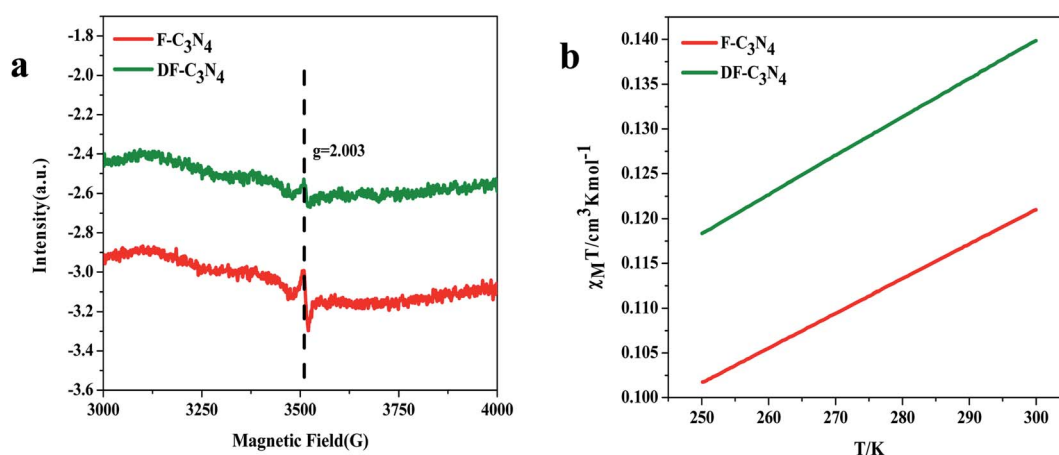 a
F-C₃N₄
DF-C₃N₄
g=2.003
Intensity(a.u.)
-1.8
-2.0
-2.2
-2.4
-2.6
-2.8
-3.0
-3.2
-3.4
-3.6
3000 3250 3500 3750 4000
Magnetic Field(G)
b
F-C₃N₄
DF-C₃N₄
χMT/cm³Kmol⁻¹
0.140
0.135
0.130
0.125
0.120
0.115
0.110
0.105
0.100
250 260 270 280 290 300
T/K